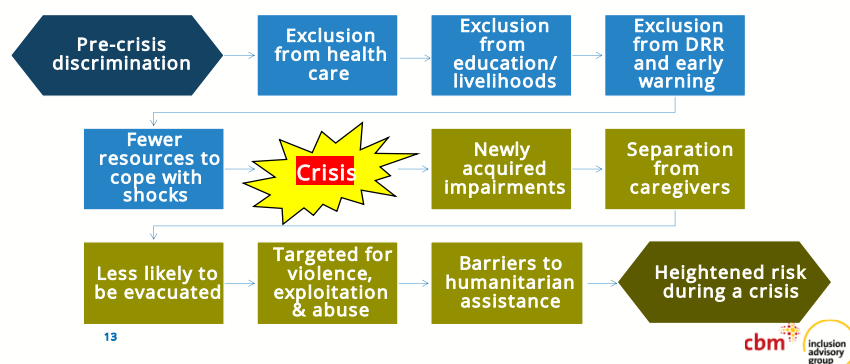 Pre-crisis
discrimination
Exclusion
from health
care
Exclusion
from
education/
livelihoods
Exclusion
from DRR
and early
warning
Fewer
resources to
cope with
shocks
Crisis
Newly
acquired
impairments
Separation
from
caregivers
Less likely to
be evacuated
Targeted for
violence,
exploitation
& abuse
Barriers to
humanitarian
assistance
Heightened risk
during a crisis
13
cbm
inclusion
advisory
group